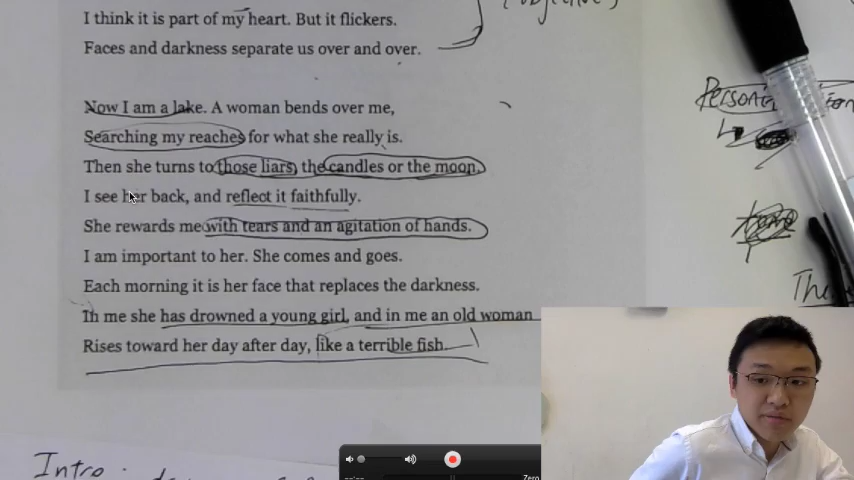 I think it is part of my heart. But it flickers.
Faces and darkness separate us over and over.
Now I am a lake. A woman bends over me,
Searching my reaches for what she really is.
Then she turns to those liars, the candles or the moon.
I see her back, and reflect it faithfully.
She rewards me with tears and an agitation of hands.
I am important to her. She comes and goes.
Each morning it is her face that replaces the darkness.
In me she has drowned a young girl, and in me an old woman
Rises toward her day after day, like a terrible fish.
Intro :
Zero